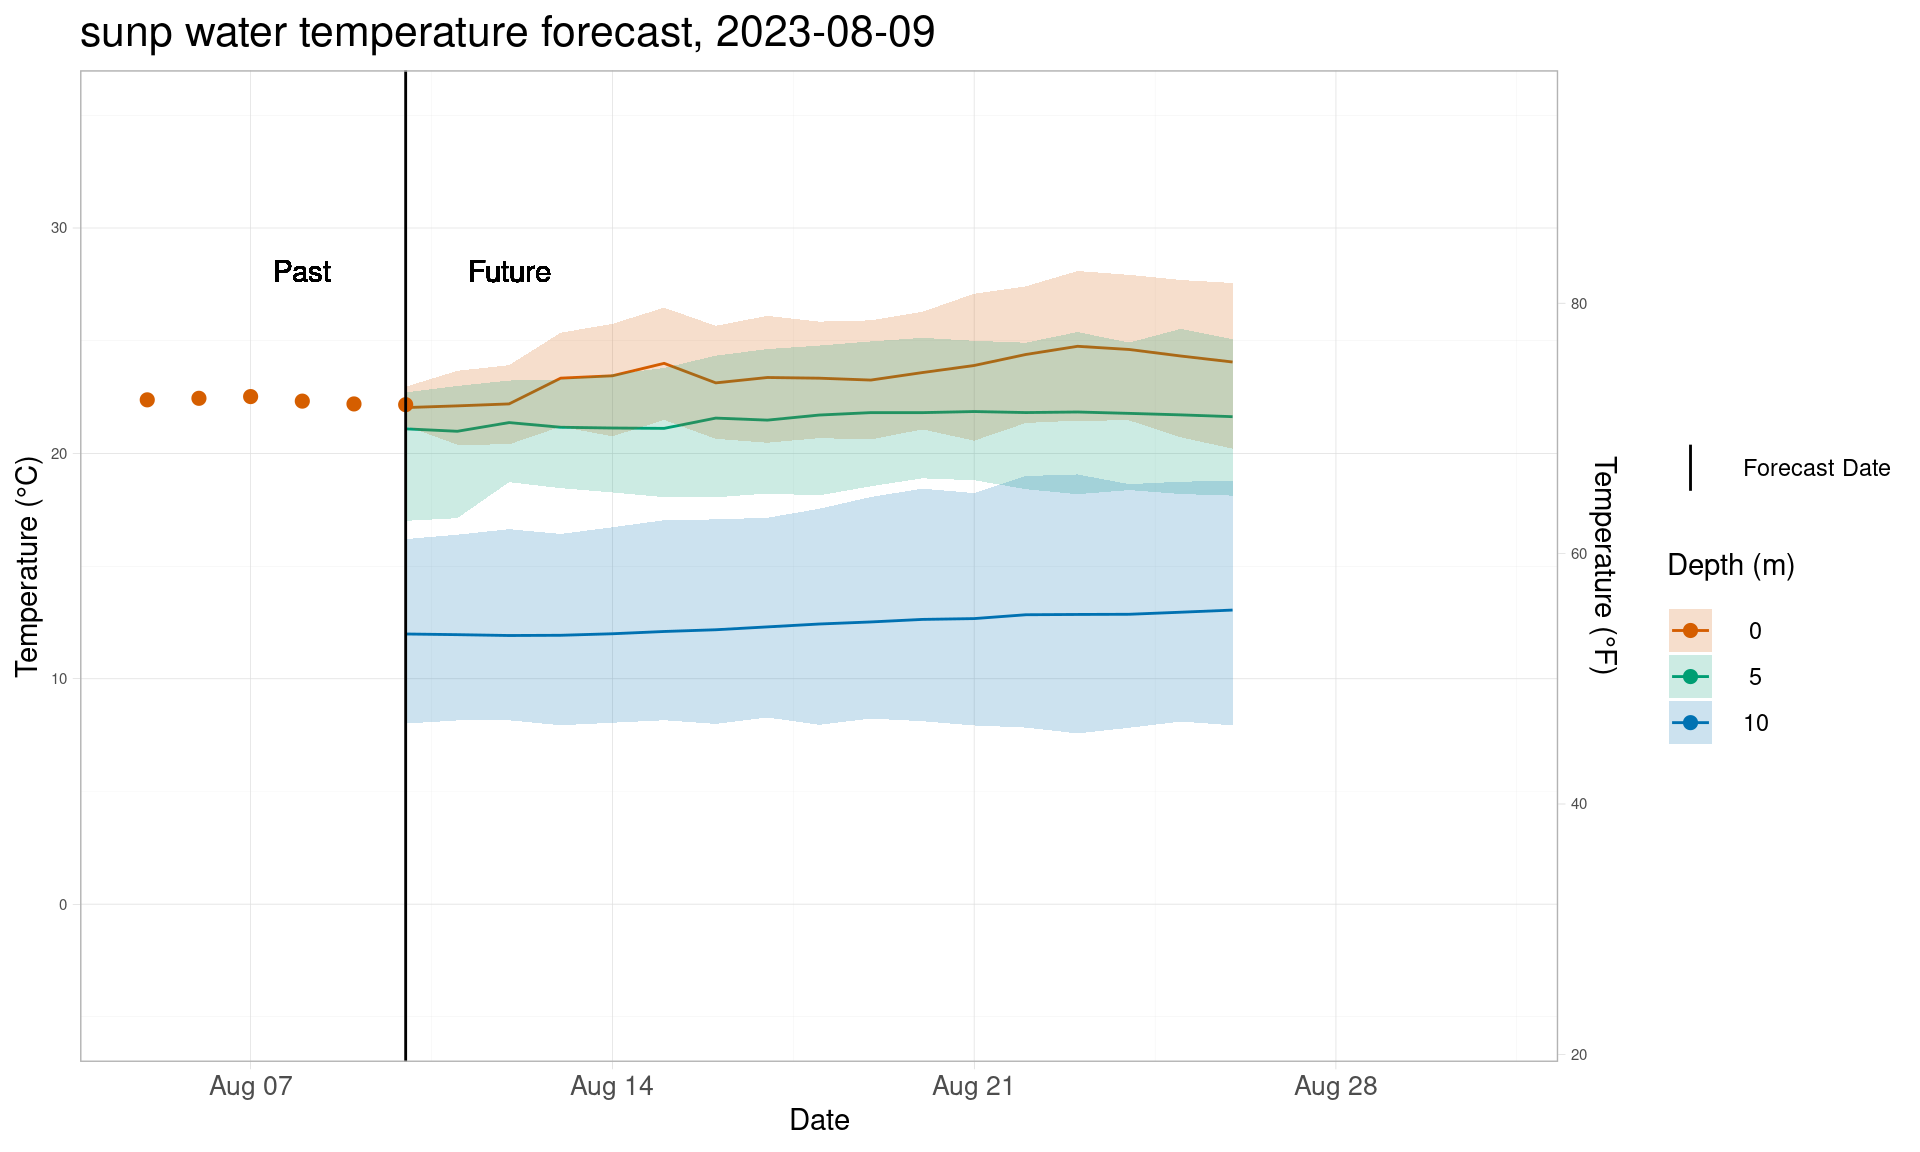 sunp water temperature forecast, 2023-08-09
Past
Future
30
20
10
0
Temperature (°C)
80
60
40
20
Temperature (°F)
Aug 07
Aug 14
Aug 21
Aug 28
Date
Forecast Date
Depth (m)
0
5
10